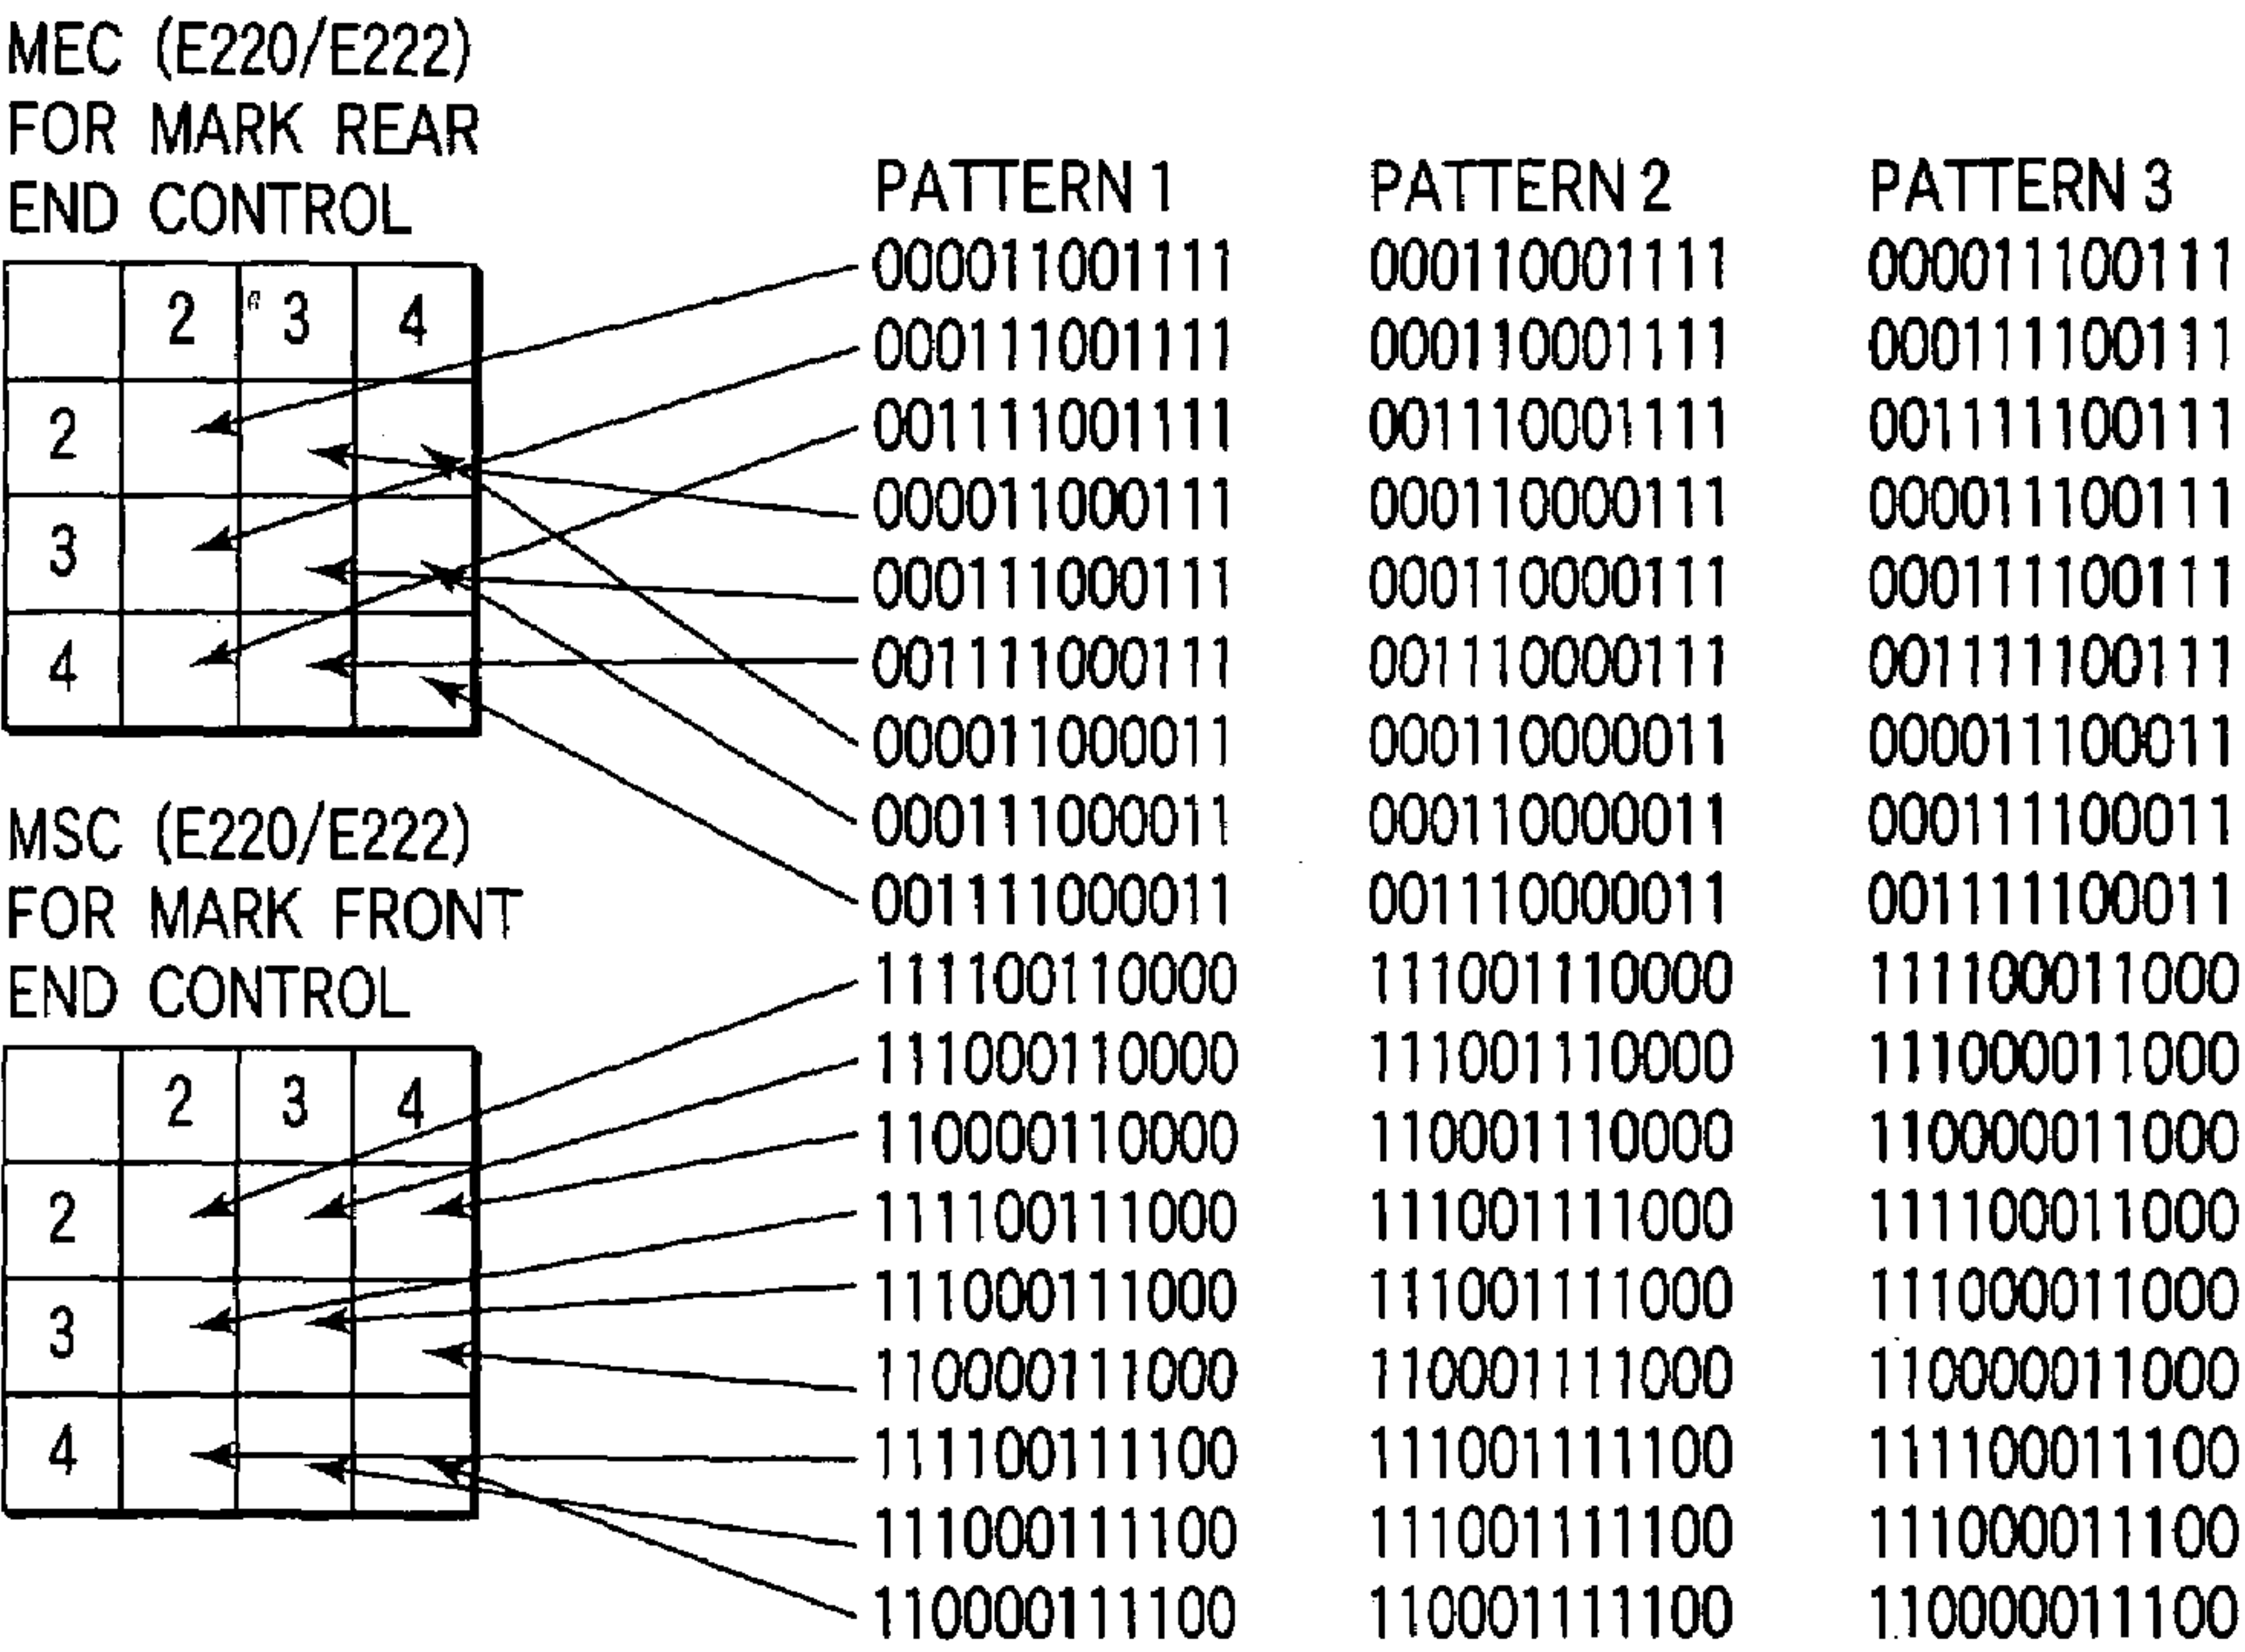 MEC (E220/E222)
FOR MARK REAR
END CONTROL
2 3 4
2
3
4
MSC (E220/E222)
FOR MARK FRONT
END CONTROL
2 3 4
2
3
4
PATTERN 1 PATTERN 2 PATTERN 3
000011001111 000110001111 000011100111
000111001111 000110001111 000111100111
001111001111 001110001111 001111100111
000011000111 000110000111 000011100111
000111000111 000110000111 000111100111
001111000111 001110000111 001111100111
000011000011 000110000011 000011100011
000111000011 000110000011 000111100011
001111000011 001110000011 001111100011
111100110000 111001110000 111100011000
111000110000 111001110000 111000011000
110000110000 110001110000 110000011000
111100111000 111001111000 111100011000
111000111000 111001111000 111000011000
110000111000 110001111000 110000011000
111100111100 111001111100 111100011100
111000111100 111001111100 111000011100
110000111100 110001111100 110000011100